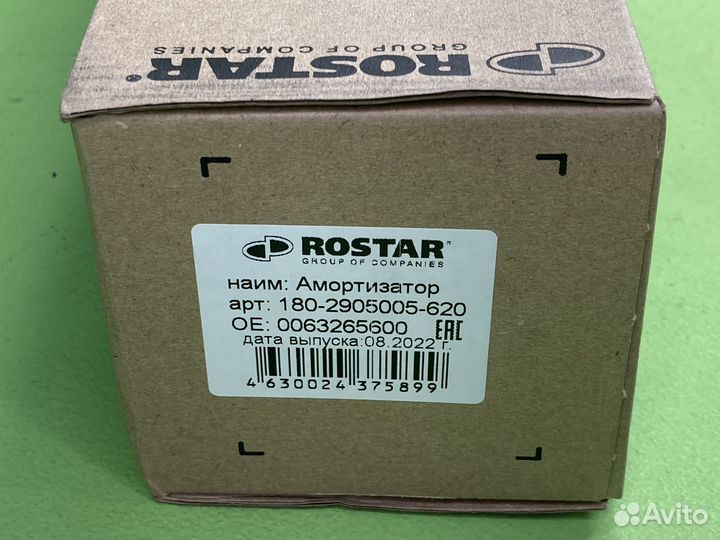 ROSTAR®
GROUP OF COMPANIES
ROSTAR®
GROUP OF COMPANIES
наим: Амортизатор
арт: 180-2905005-620
OE: 0063265600
EAC
дата выпуска:08.2022 г.
4 630024 375899
Avito